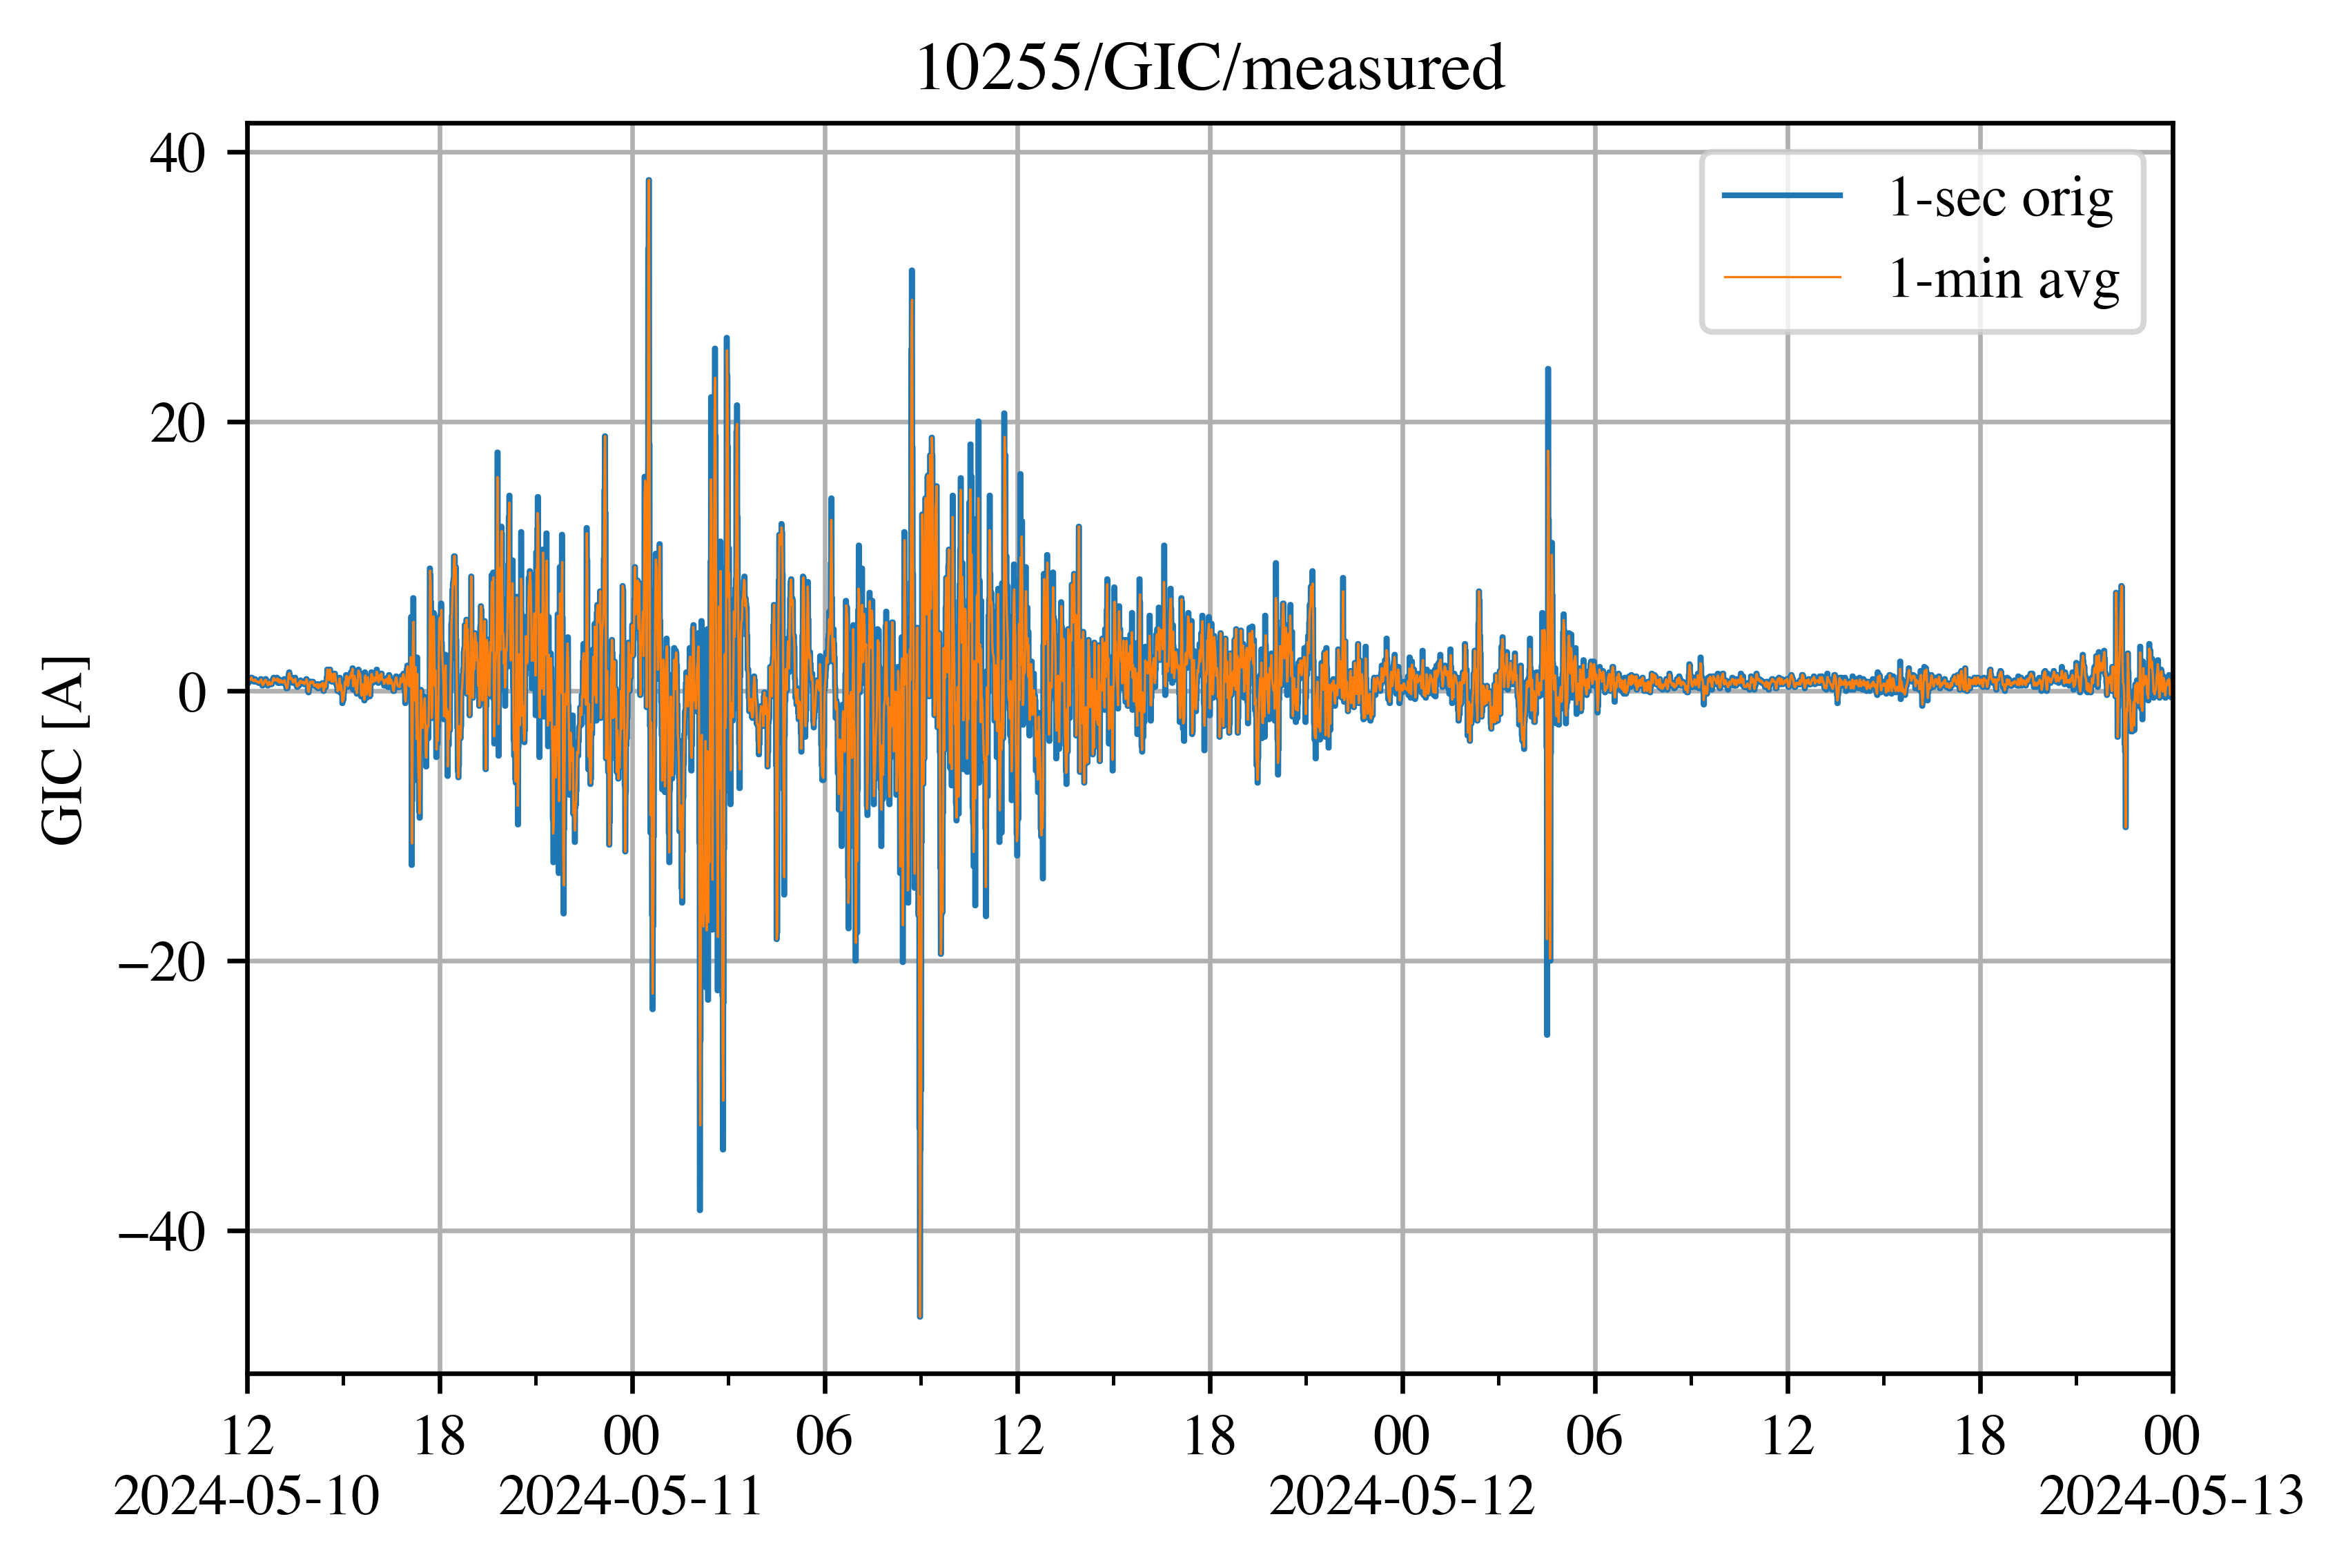 10255/GIC/measured
40
20
0
−20
−40
GIC [A]
1-sec orig
1-min avg
12 18 00 06 12 18 00 06 12 18 00
2024-05-10 2024-05-11 2024-05-12 2024-05-13